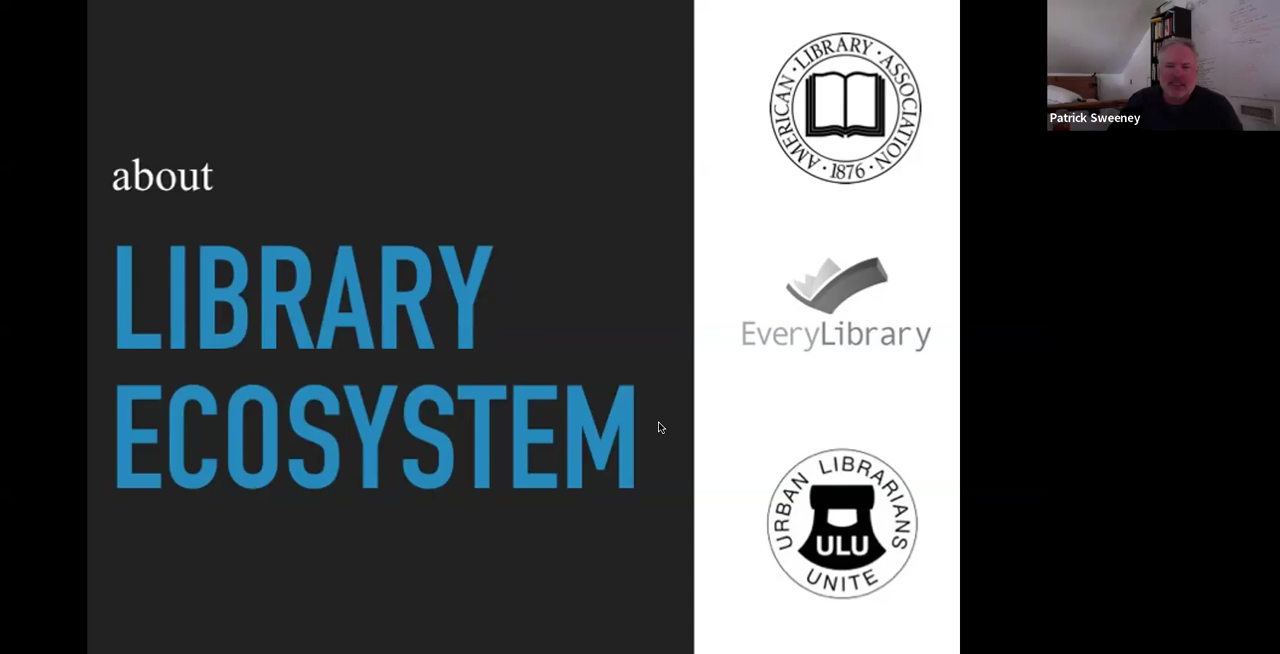 about
LIBRARY
ECOSYSTEM
AMERICAN · LIBRARY · ASSOCIATION
· 1876 ·
EveryLibrary
URBAN LIBRARIANS
ULU
UNITE
Patrick Sweeney